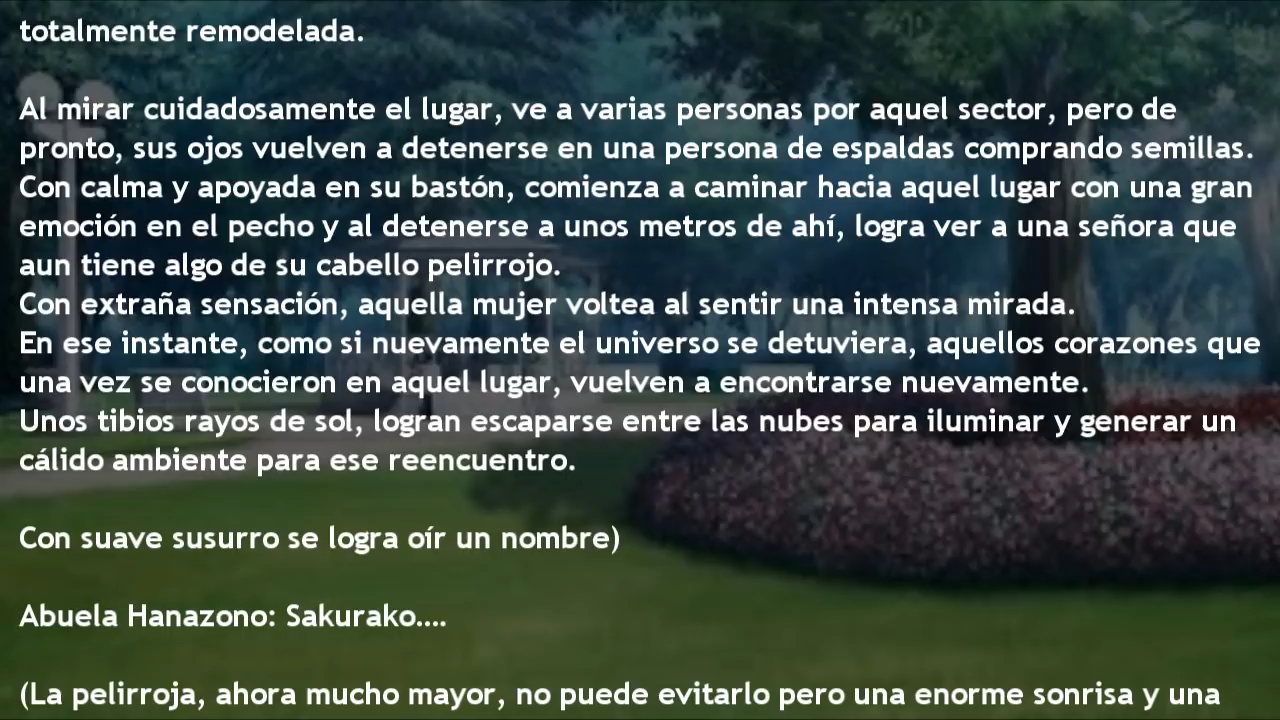 totalmente remodelada.
Al mirar cuidadosamente el lugar, ve a varias personas por aquel sector, pero de
pronto, sus ojos vuelven a detenerse en una persona de espaldas comprando semillas.
Con calma y apoyada en su bastón, comienza a caminar hacia aquel lugar con una gran
emoción en el pecho y al detenerse a unos metros de ahí, logra ver a una señora que
aun tiene algo de su cabello pelirrojo.
Con extraña sensación, aquella mujer voltea al sentir una intensa mirada.
En ese instante, como si nuevamente el universo se detuviera, aquellos corazones que
una vez se conocieron en aquel lugar, vuelven a encontrarse nuevamente.
Unos tibios rayos de sol, logran escaparse entre las nubes para iluminar y generar un
cálido ambiente para ese reencuentro.
Con suave susurro se logra oír un nombre)
Abuela Hanazono: Sakurako....
(La pelirroja, ahora mucho mayor, no puede evitarlo pero una enorme sonrisa y una